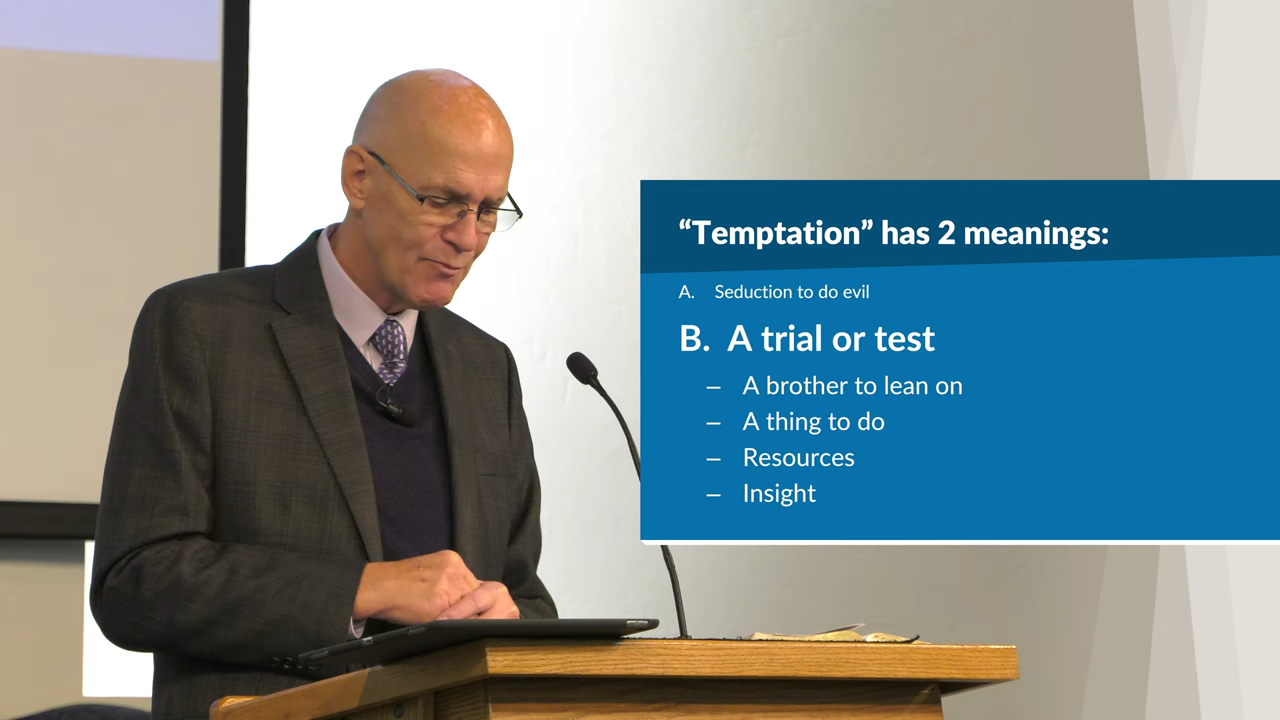 “Temptation” has 2 meanings:
A. Seduction to do evil
B. A trial or test
– A brother to lean on
– A thing to do
– Resources
– Insight